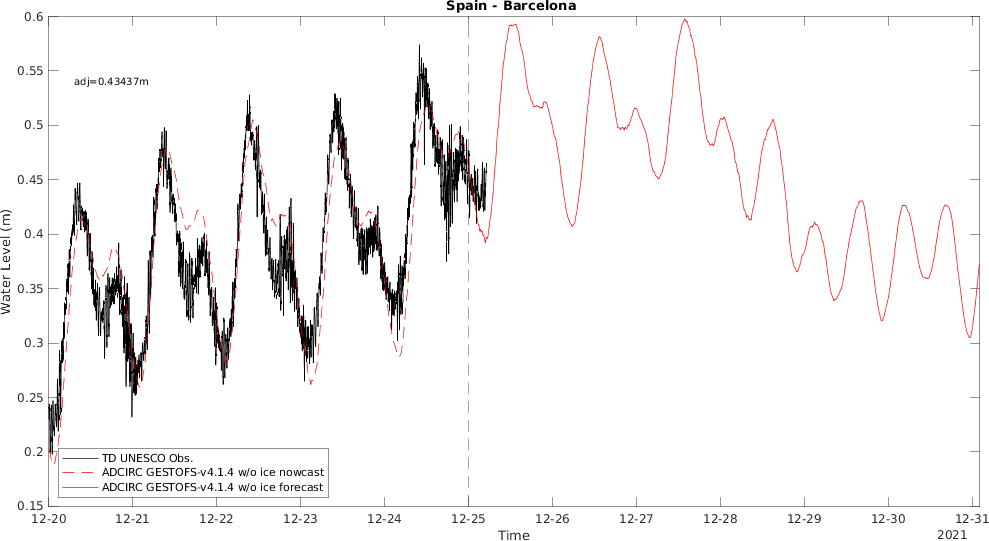 Spain - Barcelona
0.6
0.55
adj=0.43437m
0.5
0.45
0.4
0.35
0.3
0.25
0.2
0.15
Water Level (m)
TD UNESCO Obs.
ADCIRC GESTOFS-v4.1.4 w/o ice nowcast
ADCIRC GESTOFS-v4.1.4 w/o ice forecast
12-20 12-21 12-22 12-23 12-24 12-25 12-26 12-27 12-28 12-29 12-30 12-31
Time
2021